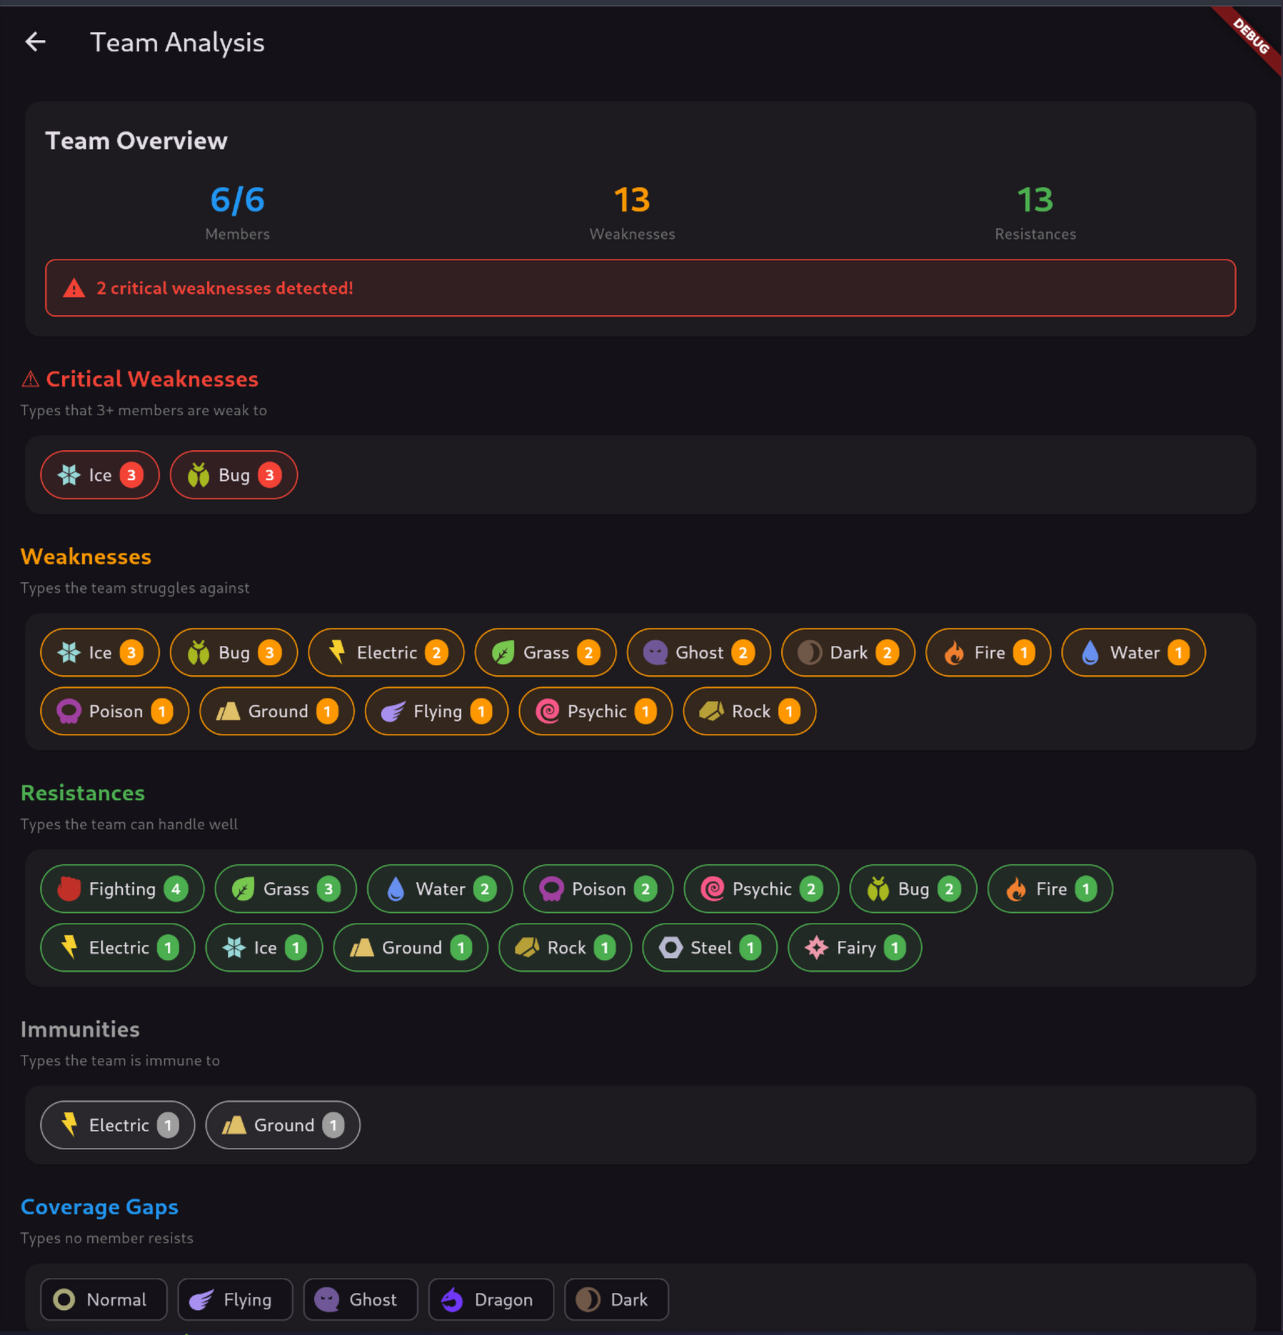 Team Analysis
DEBUG
Team Overview
6/6 13 13
Members Weaknesses Resistances
2 critical weaknesses detected!
⚠ Critical Weaknesses
Types that 3+ members are weak to
Ice 3 Bug 3
Weaknesses
Types the team struggles against
Ice 3 Bug 3 Electric 2 Grass 2 Ghost 2 Dark 2 Fire 1 Water 1
Poison 1 Ground 1 Flying 1 Psychic 1 Rock 1
Resistances
Types the team can handle well
Fighting 4 Grass 3 Water 2 Poison 2 Psychic 2 Bug 2 Fire 1
Electric 1 Ice 1 Ground 1 Rock 1 Steel 1 Fairy 1
Immunities
Types the team is immune to
Electric 1 Ground 1
Coverage Gaps
Types no member resists
Normal Flying Ghost Dragon Dark